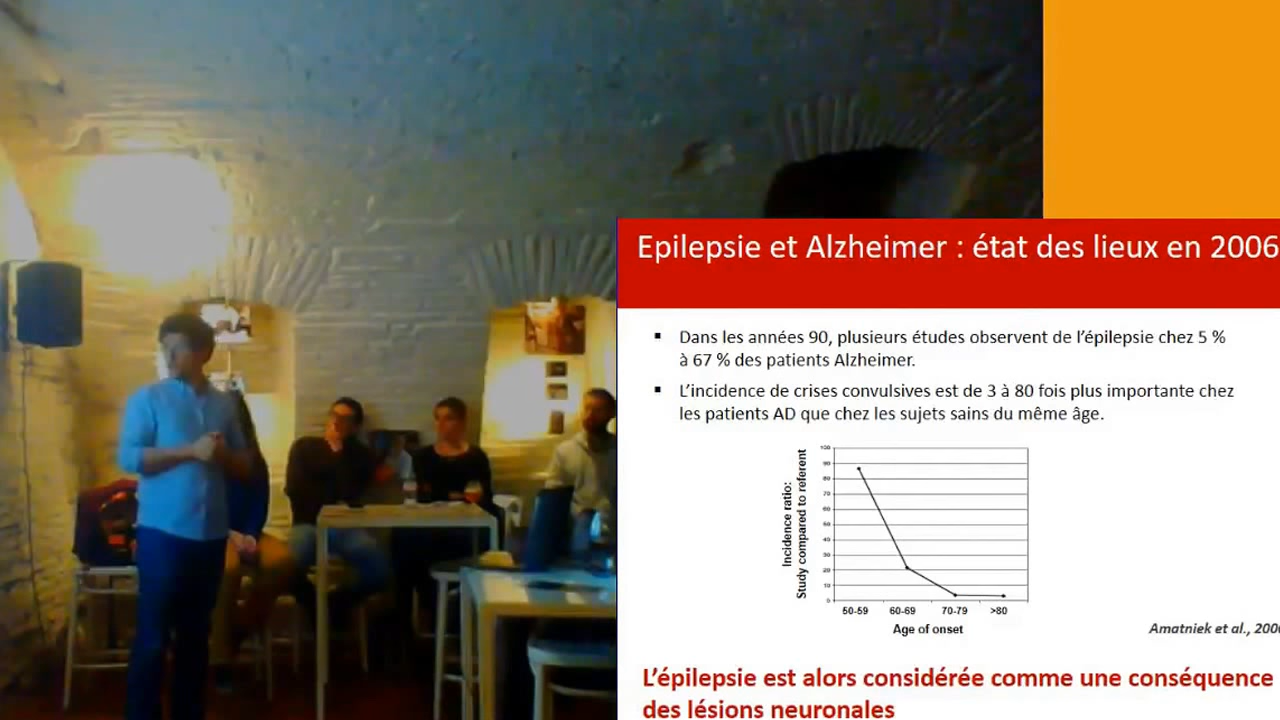 Epilepsie et Alzheimer : état des lieux en 2006
▪ Dans les années 90, plusieurs études observent de l'épilepsie chez 5 %
à 67 % des patients Alzheimer.
▪ L'incidence de crises convulsives est de 3 à 80 fois plus importante chez
les patients AD que chez les sujets sains du même âge.
Incidence ratio:
Study compared to referent
100
90
80
70
60
50
40
30
20
10
0
50-59 60-69 70-79 >80
Age of onset
Amatniek et al., 200
L'épilepsie est alors considérée comme une conséquence
des lésions neuronales